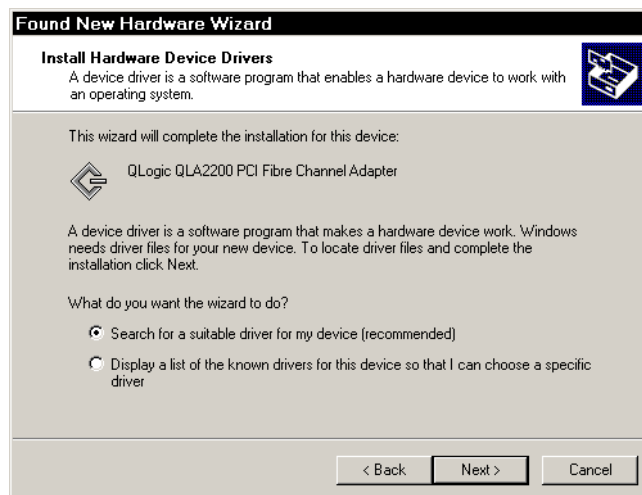 Found New Hardware Wizard
Install Hardware Device Drivers
A device driver is a software program that enables a hardware device to work with
an operating system.
This wizard will complete the installation for this device:
QLogic QLA2200 PCI Fibre Channel Adapter
A device driver is a software program that makes a hardware device work. Windows
needs driver files for your new device. To locate driver files and complete the
installation click Next.
What do you want the wizard to do?
Search for a suitable driver for my device (recommended)
Display a list of the known drivers for this device so that I can choose a specific
driver
< Back Next > Cancel